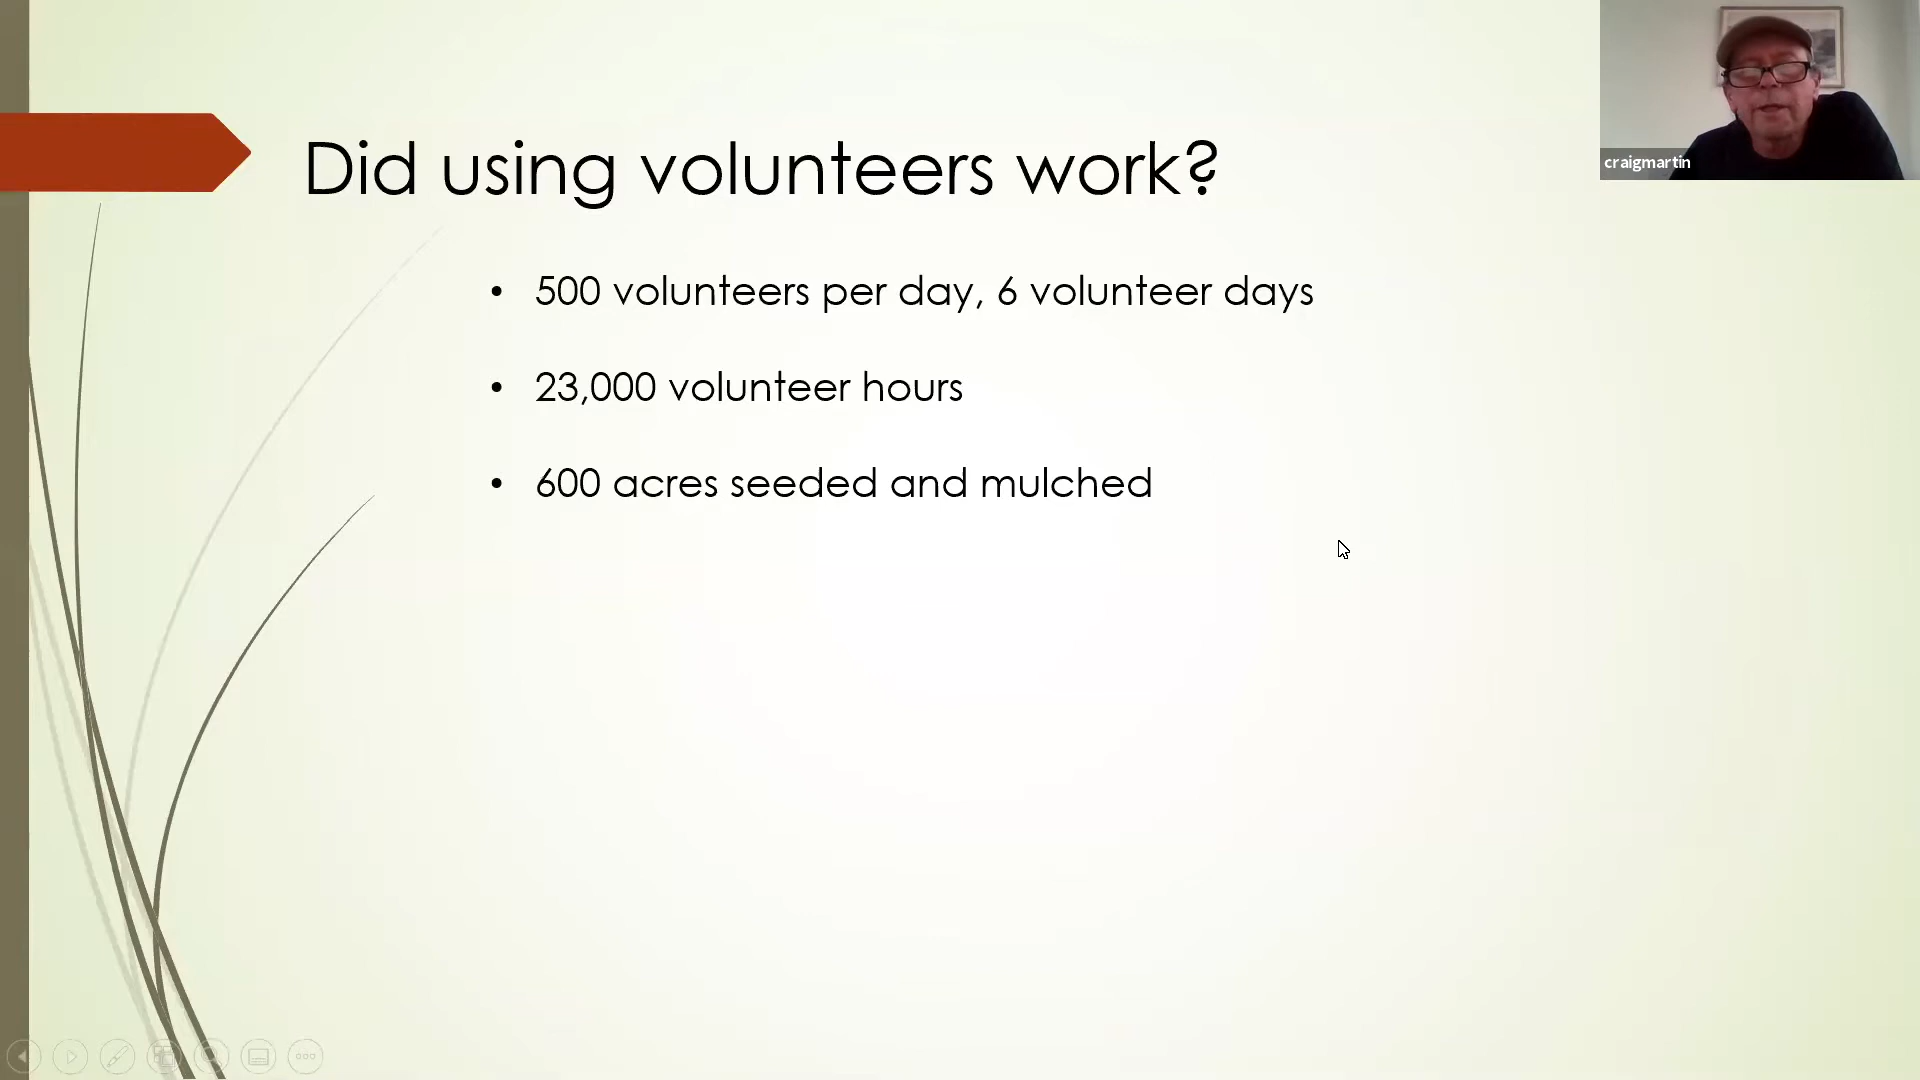 Did using volunteers work?
• 500 volunteers per day, 6 volunteer days
• 23,000 volunteer hours
• 600 acres seeded and mulched
craigmartin